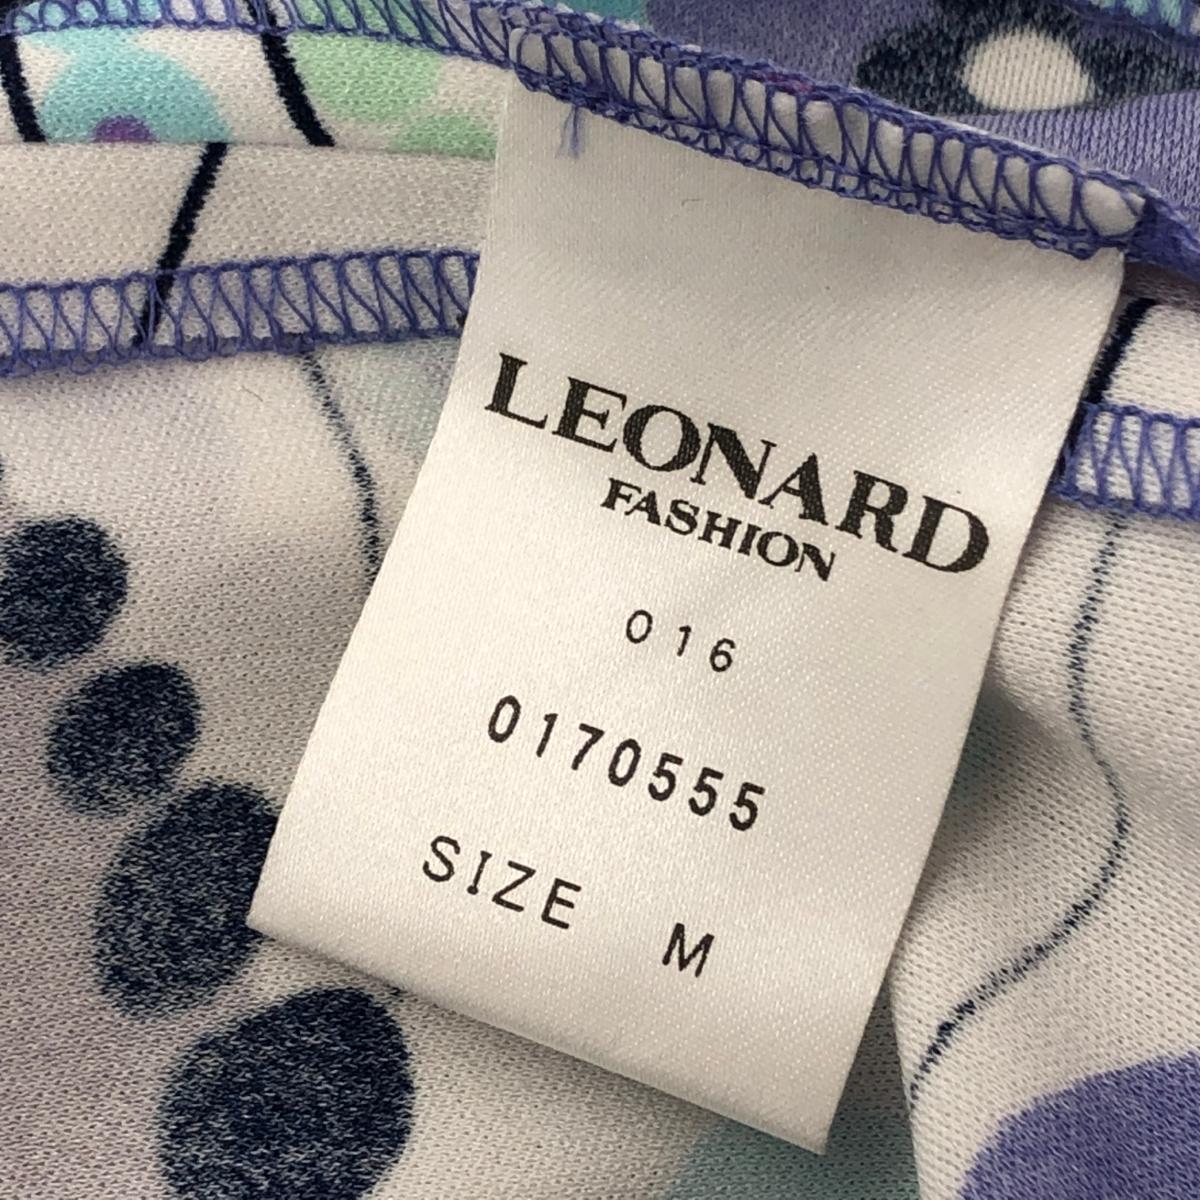 LEONARD
FASHION
016
0170555
SIZE M